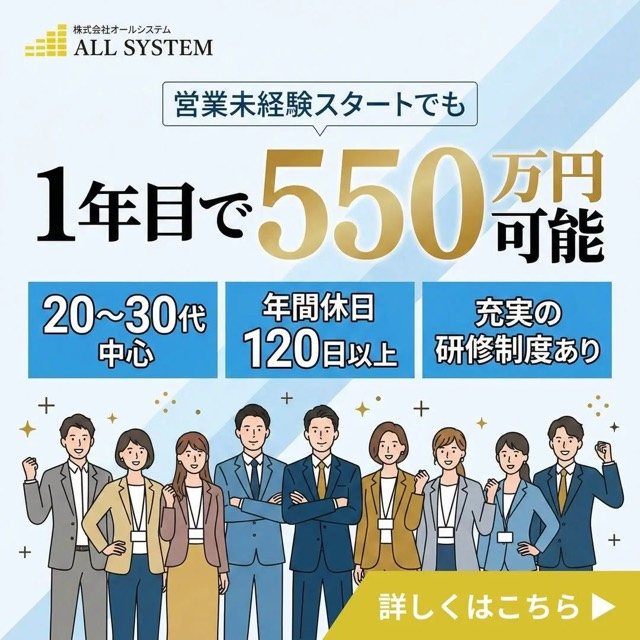 株式会社オールシステム
ALL SYSTEM
営業未経験スタートでも
1年目で550万円可能
20〜30代
中心
年間休日
120日以上
充実の
研修制度あり
詳しくはこちら▶